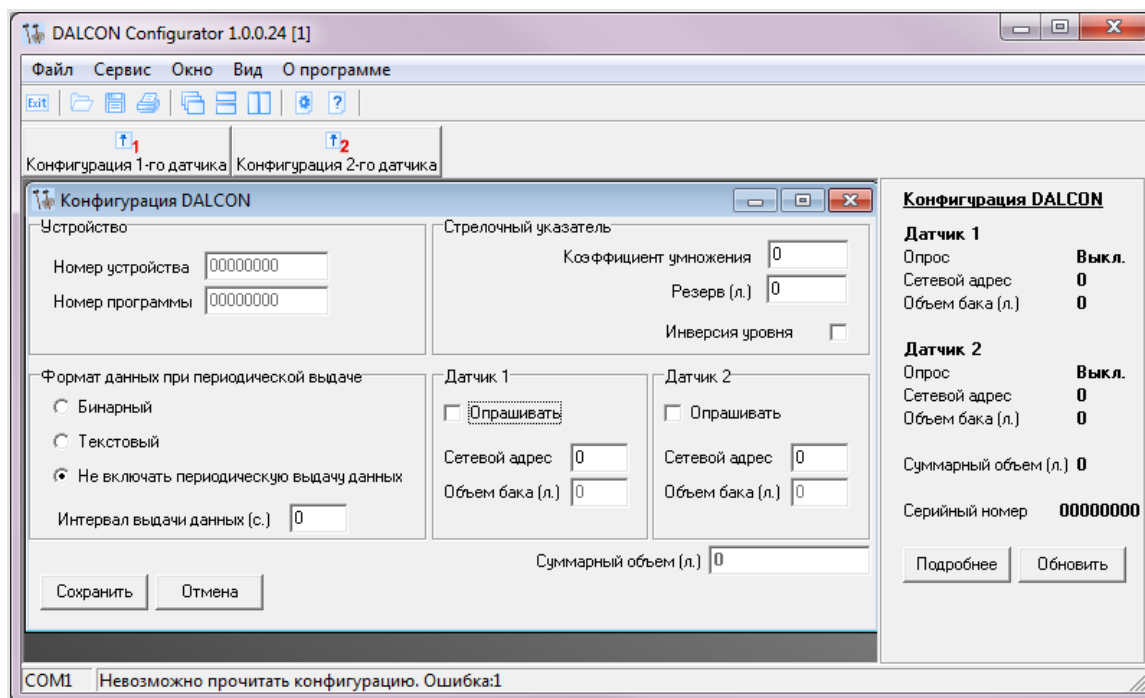 DALCON Configurator 1.0.0.24 [1]
Файл Сервис Окно Вид О программе
Exit
1 2
Конфигурация 1-го датчика Конфигурация 2-го датчика
Конфигурация DALCON
Устройство
Номер устройства 00000000
Номер программы 00000000
Стрелочный указатель
Коэффициент умножения 0
Резерв (л.) 0
Инверсия уровня
Формат данных при периодической выдаче
Бинарный
Текстовый
Не включать периодическую выдачу данных
Интервал выдачи данных (с.) 0
Датчик 1
Опрашивать
Сетевой адрес 0
Объем бака (л.) 0
Датчик 2
Опрашивать
Сетевой адрес 0
Объем бака (л.) 0
Суммарный объем (л.) 0
Сохранить Отмена
Конфигурация DALCON
Датчик 1
Опрос Выкл.
Сетевой адрес 0
Объем бака (л.) 0
Датчик 2
Опрос Выкл.
Сетевой адрес 0
Объем бака (л.) 0
Суммарный объем (л.) 0
Серийный номер 00000000
Подробнее Обновить
COM1 Невозможно прочитать конфигурацию. Ошибка:1